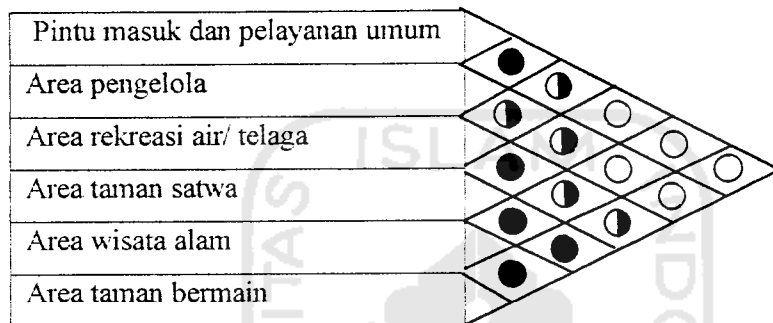 Pintu masuk dan pelayanan umum
Area pengelola
Area rekreasi air/ telaga
ISLAM
Area taman satwa
Area wisata alam
Area taman bermain